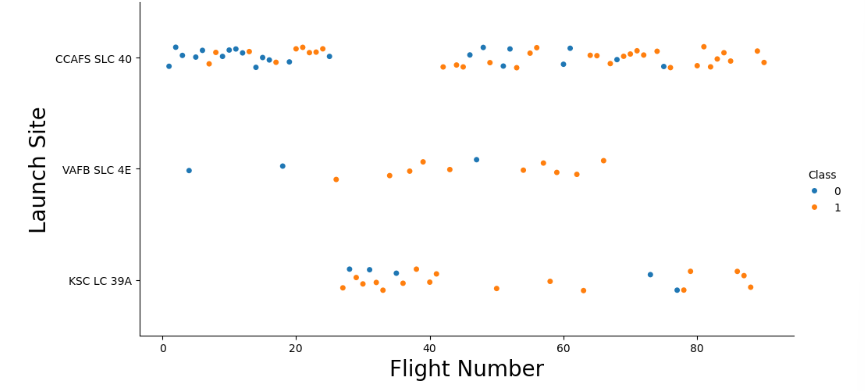 Launch Site
CCAFS SLC 40
VAFB SLC 4E
KSC LC 39A
0 20 40 60 80
Flight Number
Class
0
1